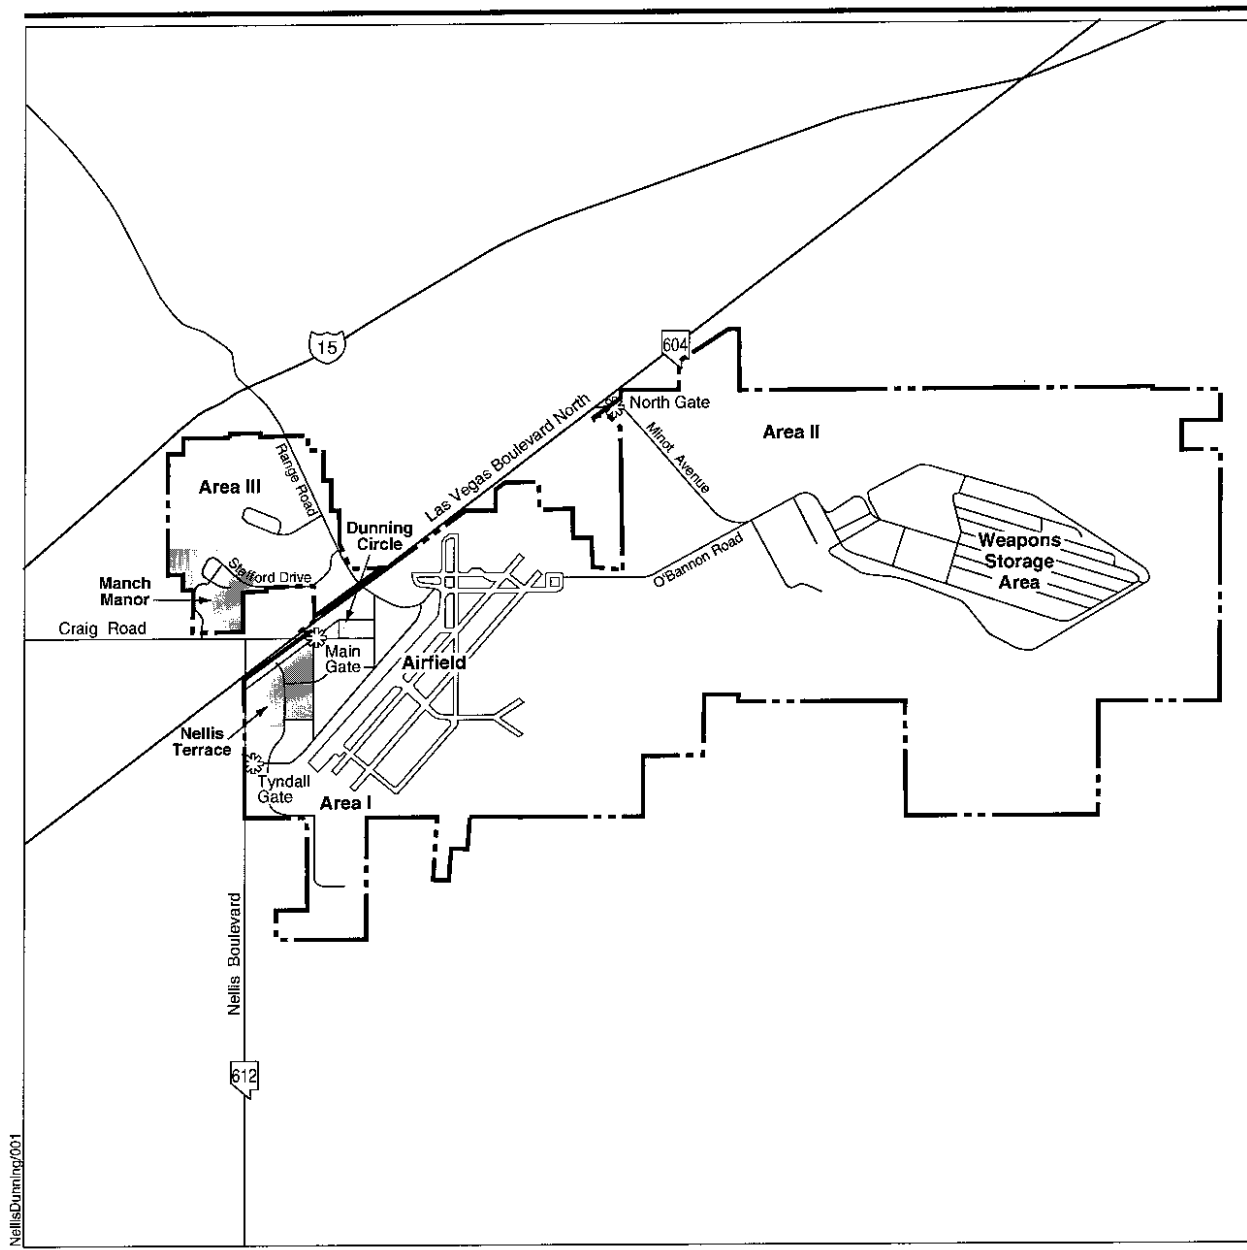 15
604
North Gate
Las Vegas Boulevard North
Minot Avenue
Area II
Range Road
Area III
Dunning
Circle
Weapons
Storage
Area
O'Bannon Road
Stafford Drive
Manch
Manor
Craig Road
Main
Gate
Airfield
Nellis
Terrace
Tyndall
Gate
Area I
Nellis Boulevard
612
NellisDunning/001